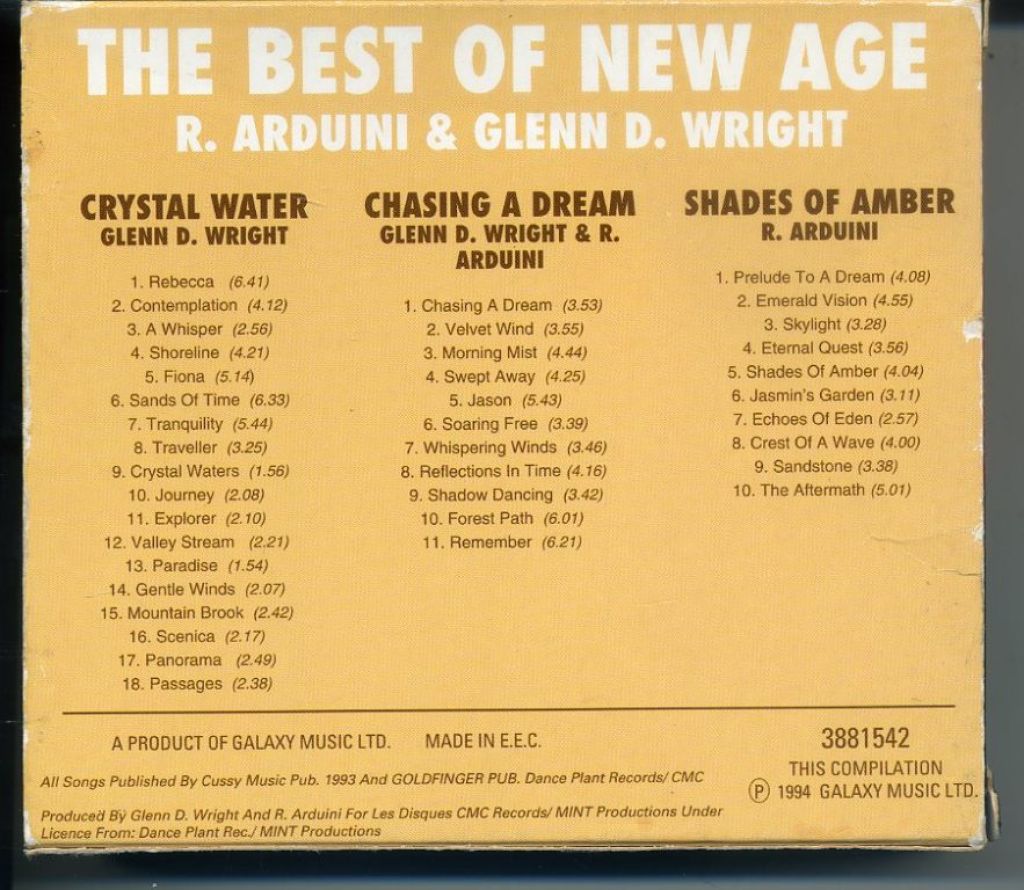 THE BEST OF NEW AGE
R. ARDUINI & GLENN D. WRIGHT
CRYSTAL WATER
GLENN D. WRIGHT
1. Rebecca (6.41)
2. Contemplation (4.12)
3. A Whisper (2.56)
4. Shoreline (4.21)
5. Fiona (5.14)
6. Sands Of Time (6.33)
7. Tranquility (5.44)
8. Traveller (3.25)
9. Crystal Waters (1.56)
10. Journey (2.08)
11. Explorer (2.10)
12. Valley Stream (2.21)
13. Paradise (1.54)
14. Gentle Winds (2.07)
15. Mountain Brook (2.42)
16. Scenica (2.17)
17. Panorama (2.49)
18. Passages (2.38)
CHASING A DREAM
GLENN D. WRIGHT & R.
ARDUINI
1. Chasing A Dream (3.53)
2. Velvet Wind (3.55)
3. Morning Mist (4.44)
4. Swept Away (4.25)
5. Jason (5.43)
6. Soaring Free (3.39)
7. Whispering Winds (3.46)
8. Reflections In Time (4.16)
9. Shadow Dancing (3.42)
10. Forest Path (6.01)
11. Remember (6.21)
SHADES OF AMBER
R. ARDUINI
1. Prelude To A Dream (4.08)
2. Emerald Vision (4.55)
3. Skylight (3.28)
4. Eternal Quest (3.56)
5. Shades Of Amber (4.04)
6. Jasmin's Garden (3.11)
7. Echoes Of Eden (2.57)
8. Crest Of A Wave (4.00)
9. Sandstone (3.38)
10. The Aftermath (5.01)
A PRODUCT OF GALAXY MUSIC LTD. MADE IN E.E.C.
All Songs Published By Cussy Music Pub. 1993 And GOLDFINGER PUB. Dance Plant Records/ CMC
Produced By Glenn D. Wright And R. Arduini For Les Disques CMC Records/ MINT Productions Under
Licence From: Dance Plant Rec./ MINT Productions
3881542
THIS COMPILATION
℗ 1994 GALAXY MUSIC LTD.